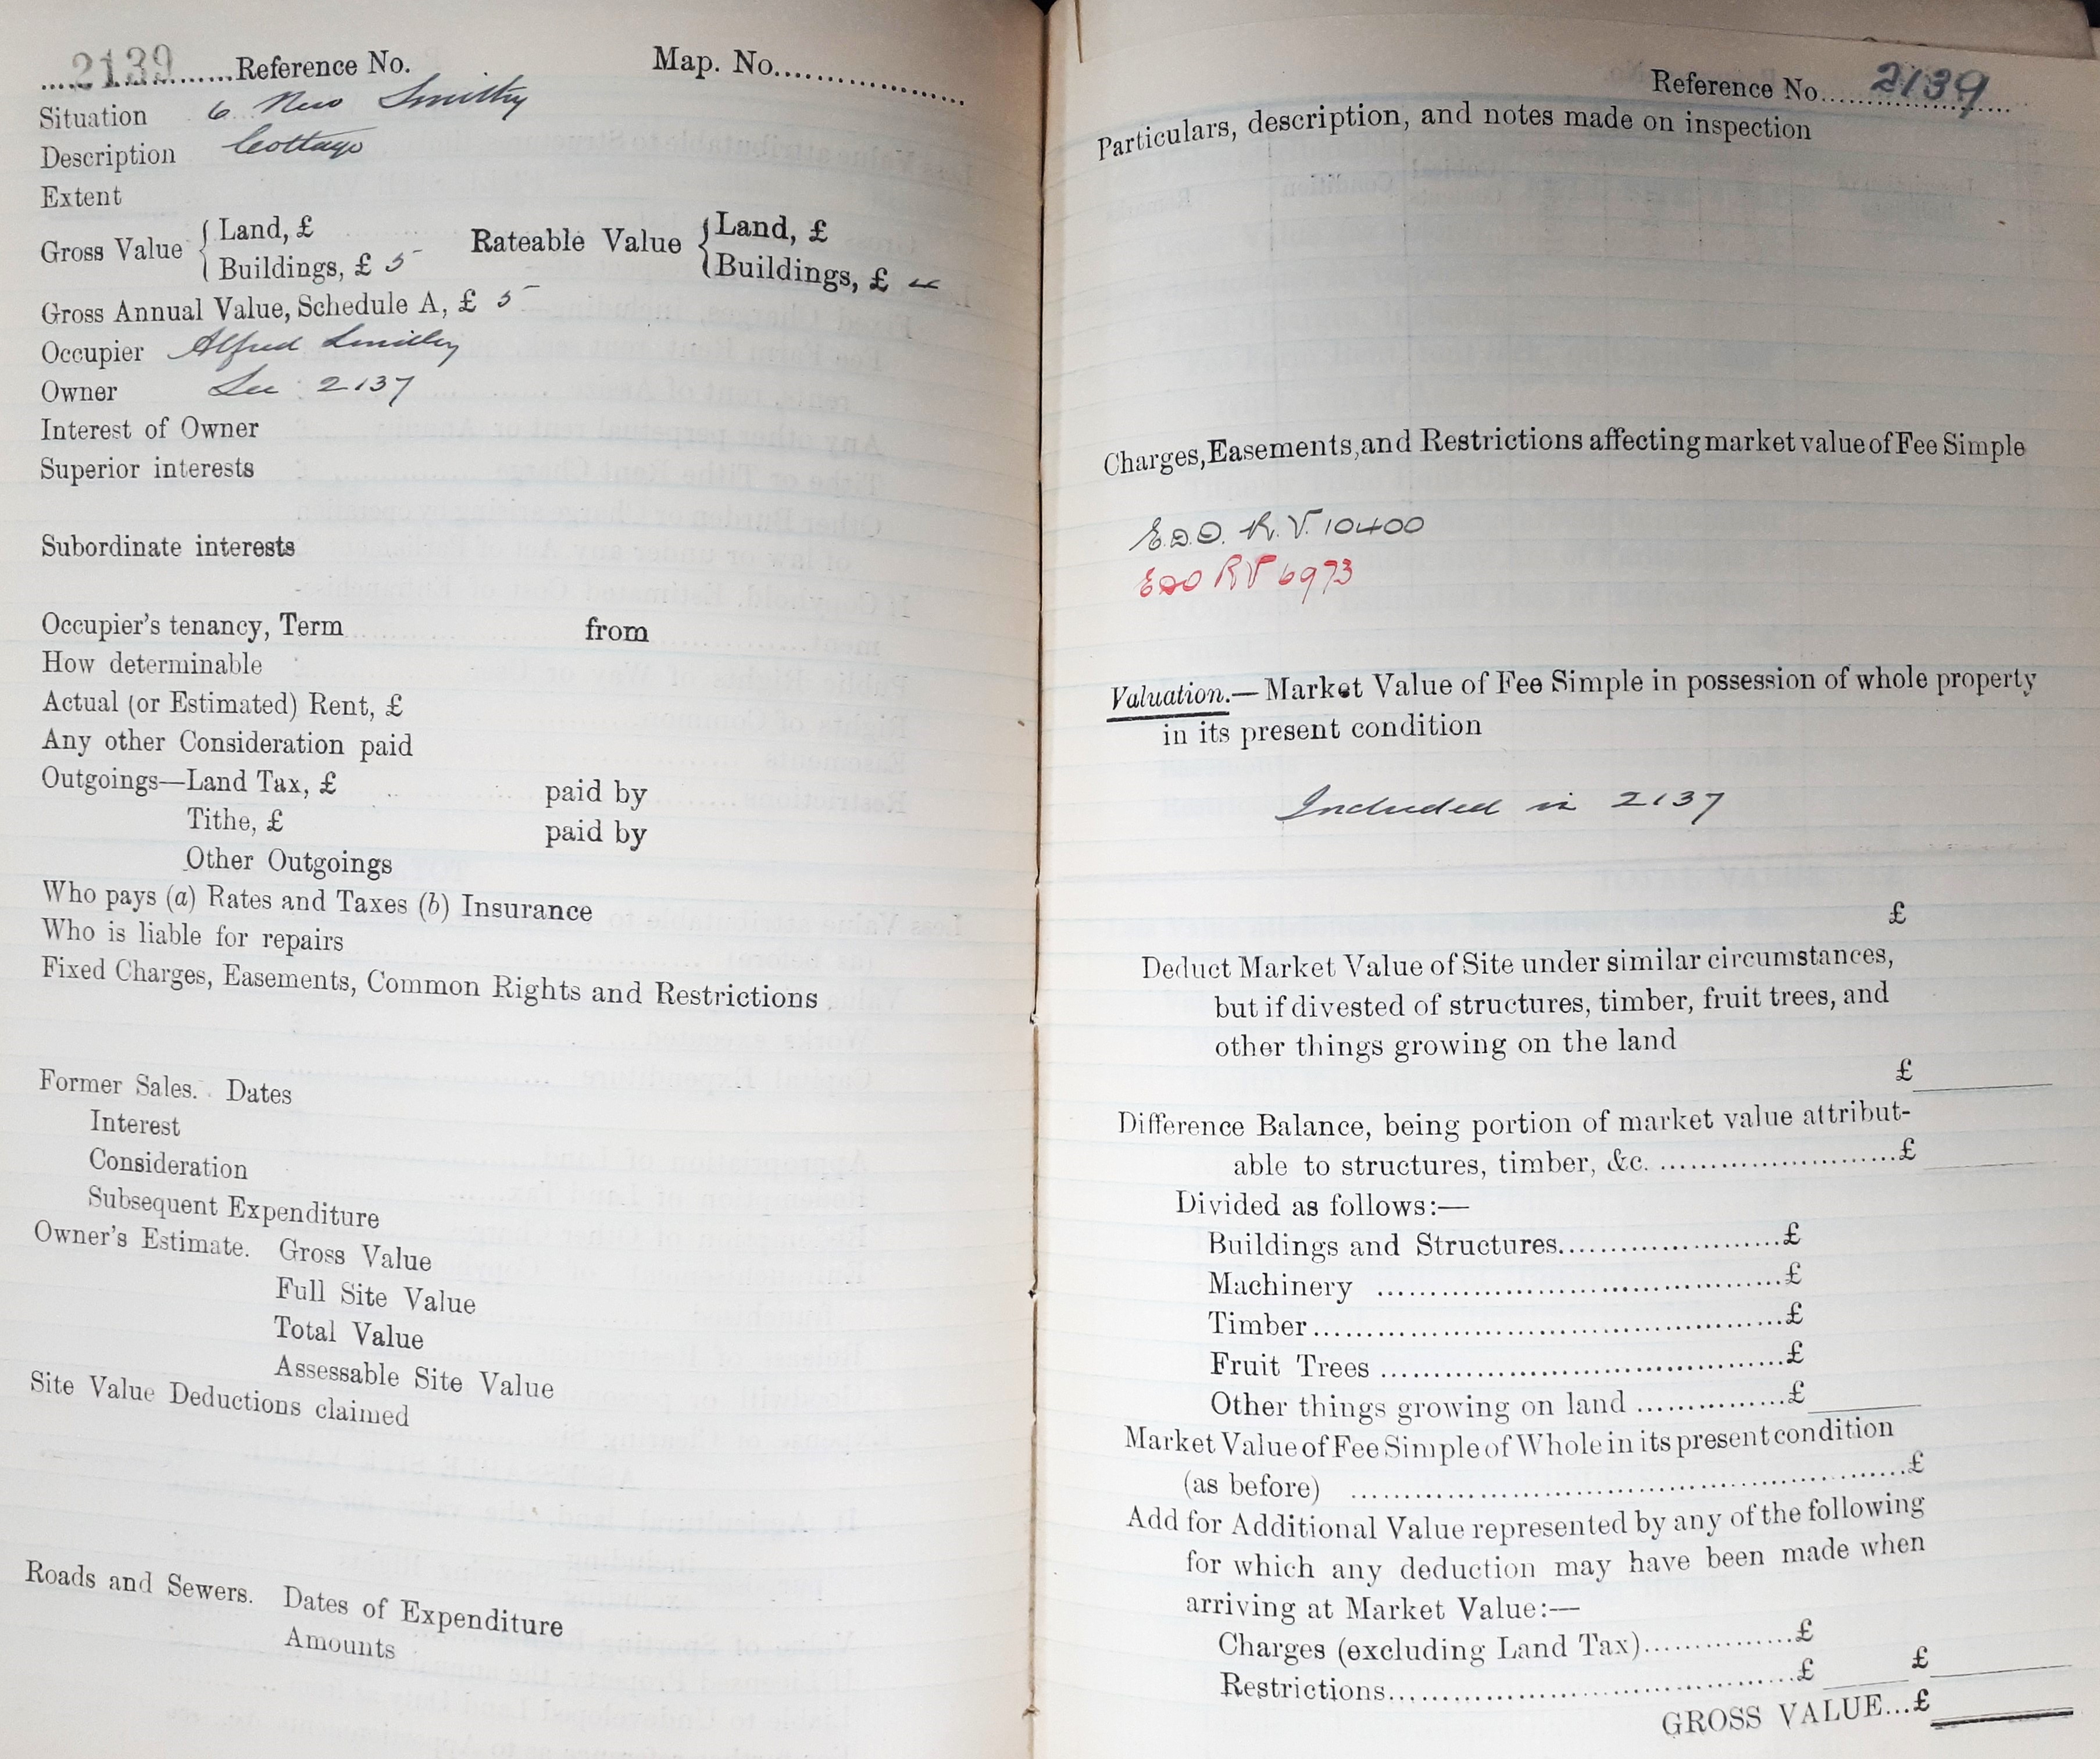 2139 Reference No. Map. No.
Situation 6 New Smithy
Description Cottage
Extent
Gross Value { Land, £ Rateable Value { Land, £
Buildings, £ 5 - Buildings, £ 4
Gross Annual Value, Schedule A, £ 5 -
Occupier Alfred
Owner See 2137
Interest of Owner
Superior interests
Subordinate interests
Occupier's tenancy, Term from
How determinable
Actual (or Estimated) Rent, £
Any other Consideration paid
Outgoings—Land Tax, £ paid by
Tithe, £ paid by
Other Outgoings
Who pays (a) Rates and Taxes (b) Insurance
Who is liable for repairs
Fixed Charges, Easements, Common Rights and Restrictions
Former Sales. Dates
Interest
Consideration
Subsequent Expenditure
Owner's Estimate. Gross Value
Full Site Value
Total Value
Assessable Site Value
Site Value Deductions claimed
Roads and Sewers. Dates of Expenditure
Amounts
Reference No. 2139
Particulars, description, and notes made on inspection
Charges, Easements, and Restrictions affecting market value of Fee Simple
E.D.O. R.V. 10400
EDO RV 6973
Valuation.—Market Value of Fee Simple in possession of whole property
in its present condition
Included in 2137
£
Deduct Market Value of Site under similar circumstances,
but if divested of structures, timber, fruit trees, and
other things growing on the land
£
Difference Balance, being portion of market value attribut-
able to structures, timber, &c. £
Divided as follows:—
Buildings and Structures £
Machinery £
Timber £
Fruit Trees £
Other things growing on land £
Market Value of Fee Simple of Whole in its present condition
(as before) £
Add for Additional Value represented by any of the following
for which any deduction may have been made when
arriving at Market Value:—
Charges (excluding Land Tax) £
Restrictions £ £
GROSS VALUE...£